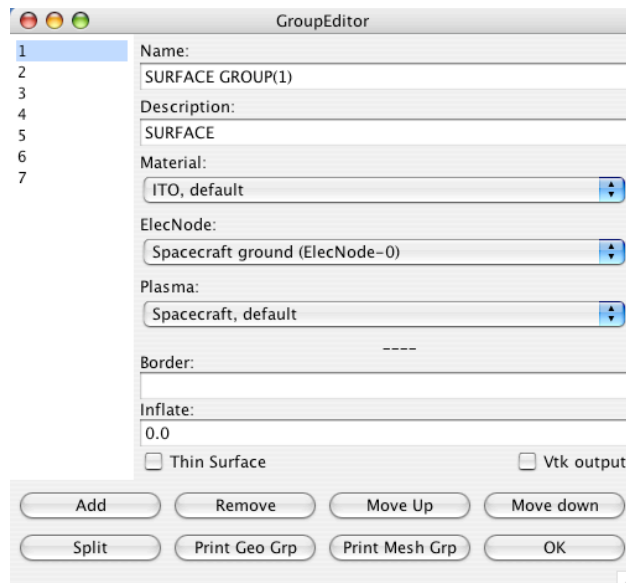 GroupEditor
1
2
3
4
5
6
7
Name:
SURFACE GROUP(1)
Description:
SURFACE
Material:
ITO, default
ElecNode:
Spacecraft ground (ElecNode-0)
Plasma:
Spacecraft, default
----
Border:
Inflate:
0.0
Thin Surface Vtk output
Add Remove Move Up Move down
Split Print Geo Grp Print Mesh Grp OK